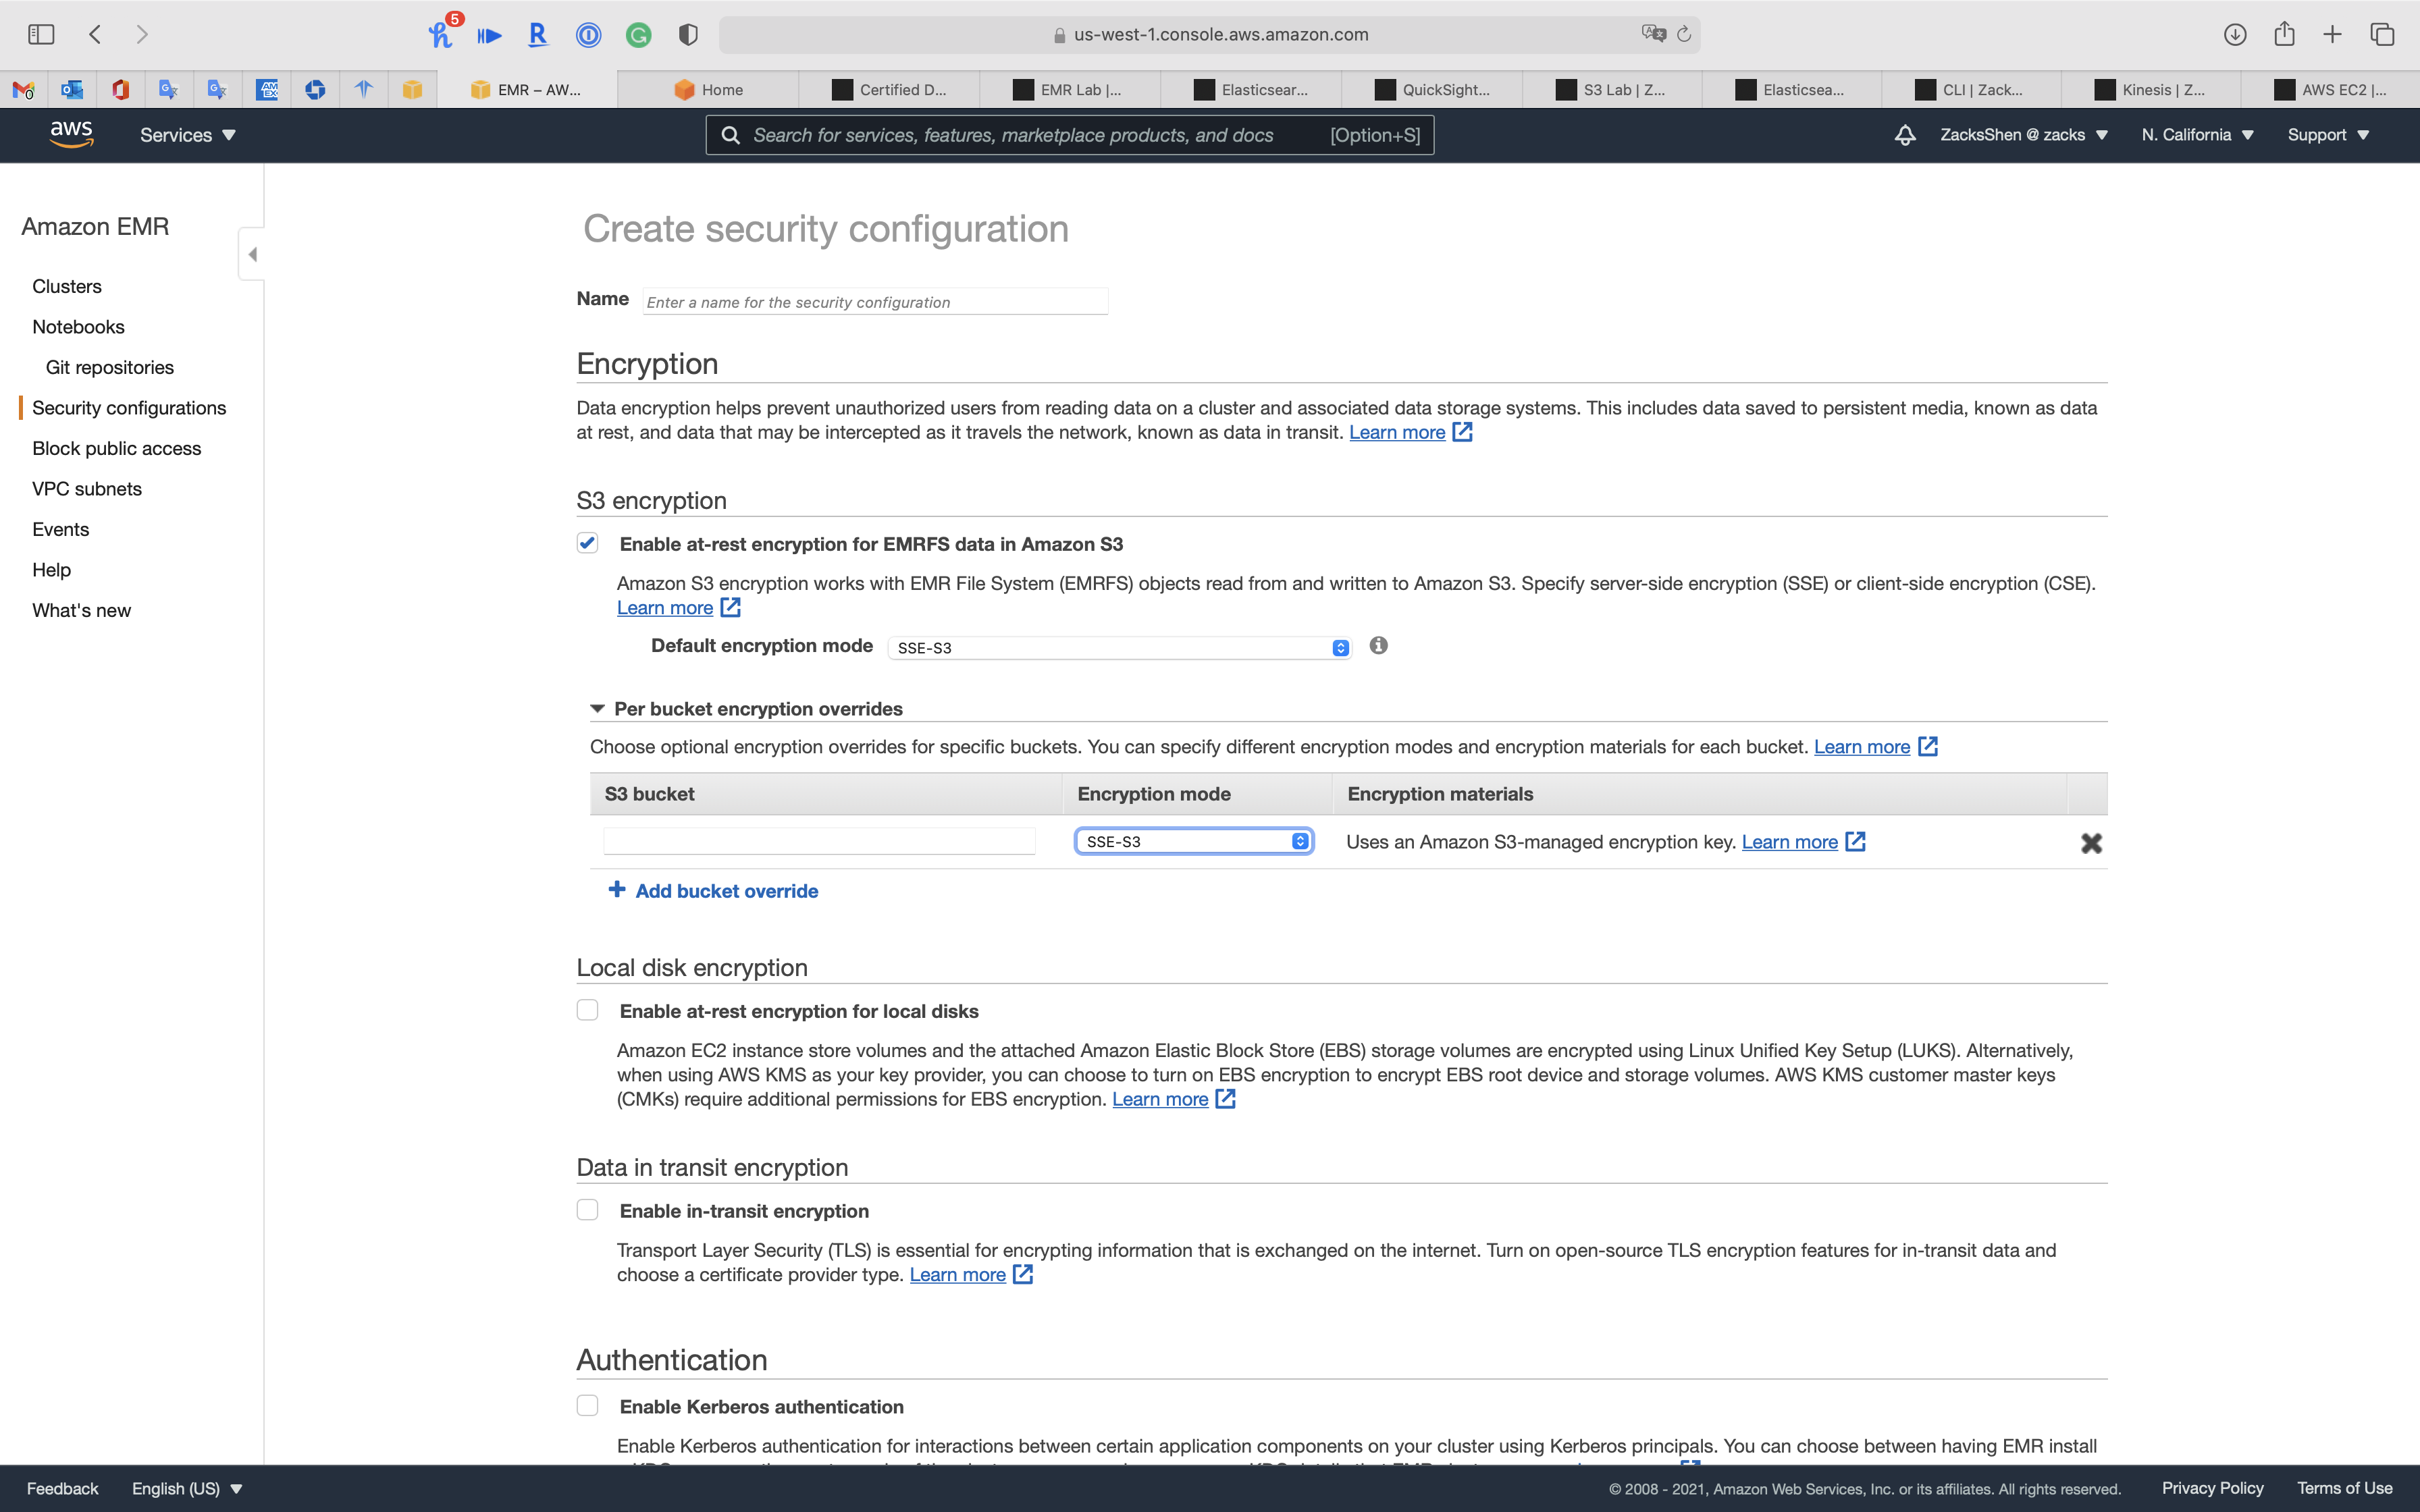 5
us-west-1.console.aws.amazon.com
EMR – AW...
Home
Certified D...
EMR Lab |...
Elasticsear...
QuickSight...
S3 Lab | Z...
Elasticsea...
CLI | Zack...
Kinesis | Z...
AWS EC2 |...
aws
Services
Search for services, features, marketplace products, and docs [Option+S]
ZacksShen @ zacks
N. California
Support
Amazon EMR
Clusters
Notebooks
Git repositories
Security configurations
Block public access
VPC subnets
Events
Help
What's new
Create security configuration
Name Enter a name for the security configuration
Encryption
Data encryption helps prevent unauthorized users from reading data on a cluster and associated data storage systems. This includes data saved to persistent media, known as data
at rest, and data that may be intercepted as it travels the network, known as data in transit. Learn more
S3 encryption
Enable at-rest encryption for EMRFS data in Amazon S3
Amazon S3 encryption works with EMR File System (EMRFS) objects read from and written to Amazon S3. Specify server-side encryption (SSE) or client-side encryption (CSE).
Learn more
Default encryption mode SSE-S3
Per bucket encryption overrides
Choose optional encryption overrides for specific buckets. You can specify different encryption modes and encryption materials for each bucket. Learn more
S3 bucket Encryption mode Encryption materials
SSE-S3 Uses an Amazon S3-managed encryption key. Learn more
Add bucket override
Local disk encryption
Enable at-rest encryption for local disks
Amazon EC2 instance store volumes and the attached Amazon Elastic Block Store (EBS) storage volumes are encrypted using Linux Unified Key Setup (LUKS). Alternatively,
when using AWS KMS as your key provider, you can choose to turn on EBS encryption to encrypt EBS root device and storage volumes. AWS KMS customer master keys
(CMKs) require additional permissions for EBS encryption. Learn more
Data in transit encryption
Enable in-transit encryption
Transport Layer Security (TLS) is essential for encrypting information that is exchanged on the internet. Turn on open-source TLS encryption features for in-transit data and
choose a certificate provider type. Learn more
Authentication
Enable Kerberos authentication
Enable Kerberos authentication for interactions between certain application components on your cluster using Kerberos principals. You can choose between having EMR install
Feedback
English (US)
© 2008 - 2021, Amazon Web Services, Inc. or its affiliates. All rights reserved.
Privacy Policy
Terms of Use